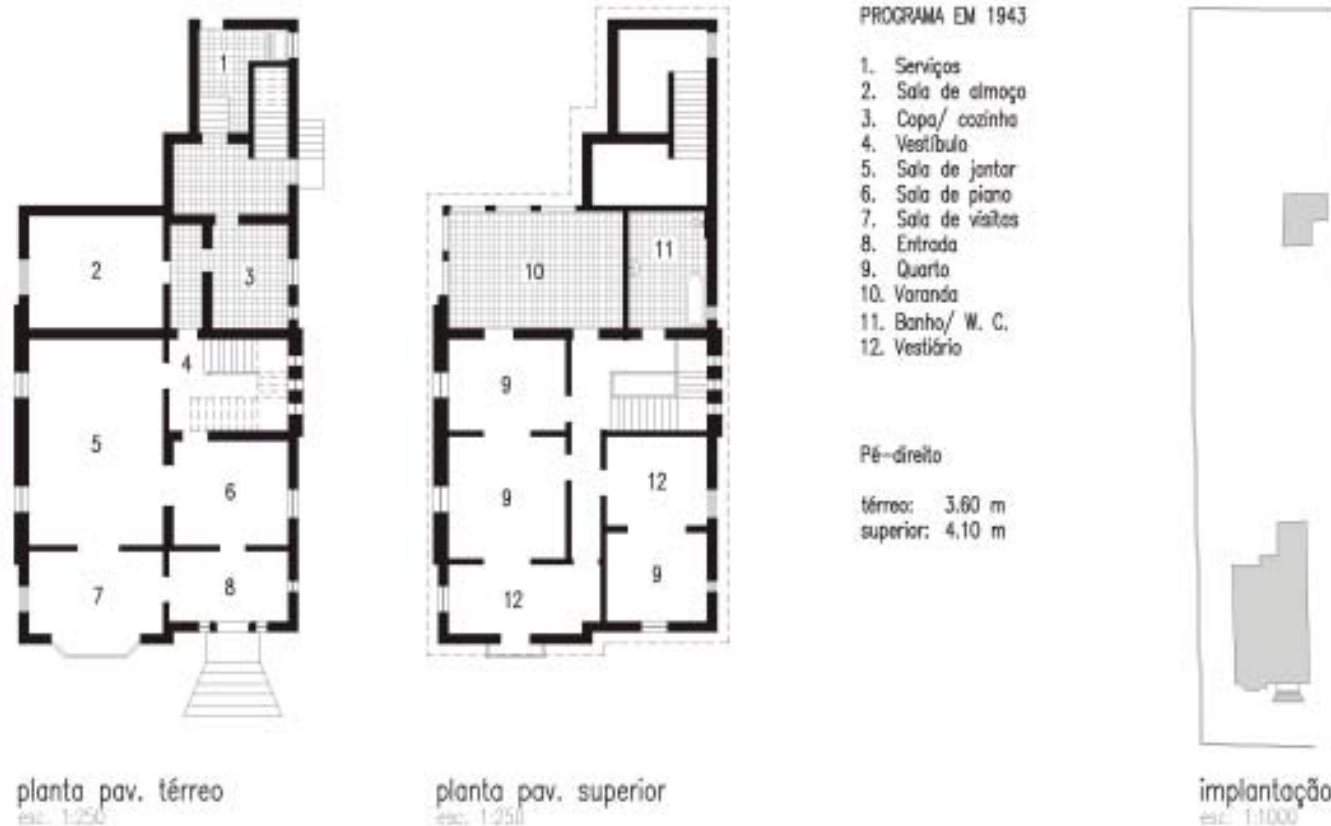 1
2
3
4
5
6
7
8
planta pav. térreo
esc. 1:250
10
11
9
9
12
12
9
planta pav. superior
esc. 1:250
PROGRAMA EM 1943
1. Serviços
2. Sala de almoço
3. Copa/ cozinha
4. Vestíbulo
5. Sala de jantar
6. Sala de piano
7. Sala de visitas
8. Entrada
9. Quarto
10. Varanda
11. Banho/ W. C.
12. Vestiário
Pé-direito
térreo: 3.60 m
superior: 4.10 m
implantação
esc. 1:1000